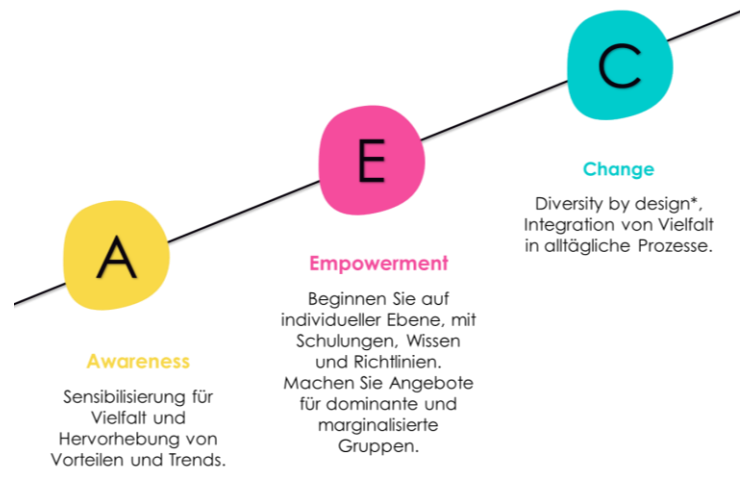 A
Awareness
Sensibilisierung für
Vielfalt und
Hervorhebung von
Vorteilen und Trends.
E
Empowerment
Beginnen Sie auf
individueller Ebene, mit
Schulungen, Wissen
und Richtlinien.
Machen Sie Angebote
für dominante und
marginalisierte
Gruppen.
C
Change
Diversity by design*,
Integration von Vielfalt
in alltägliche Prozesse.